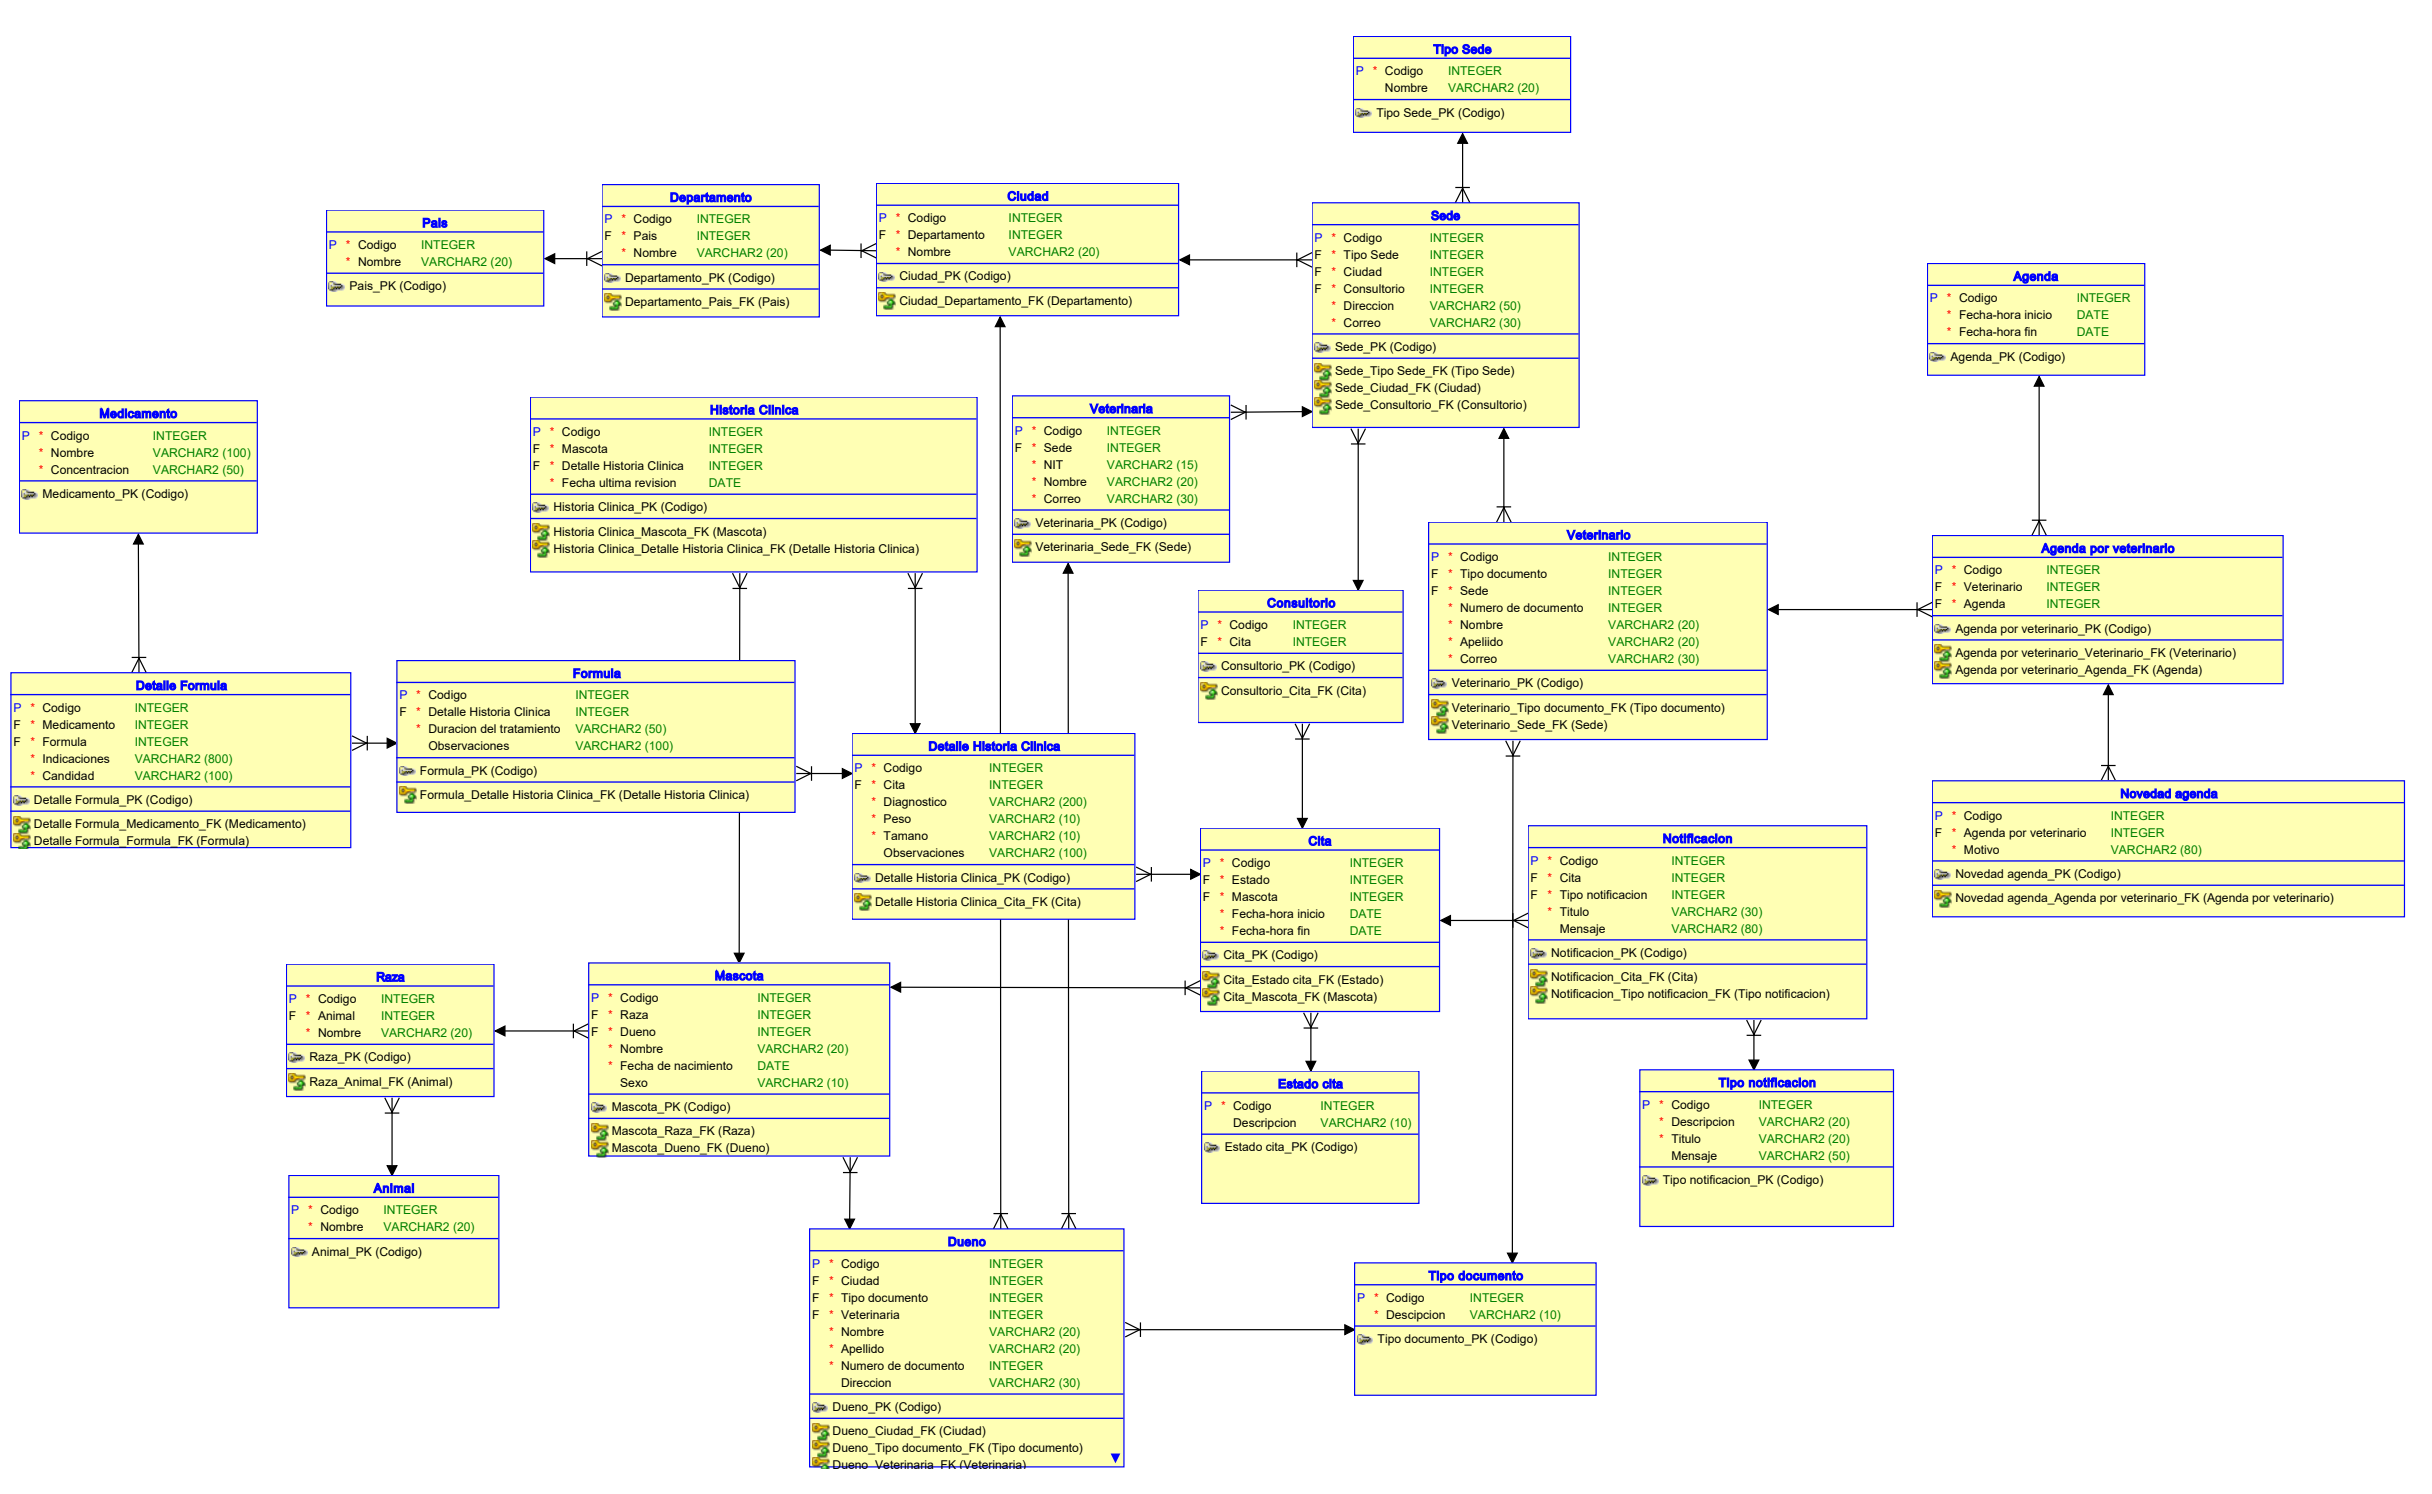 Tipo Sede
P * Codigo INTEGER
Nombre VARCHAR2 (20)
Tipo Sede_PK (Codigo)
Pais
P * Codigo INTEGER
* Nombre VARCHAR2 (20)
Pais_PK (Codigo)
Departamento
P * Codigo INTEGER
F * Pais INTEGER
* Nombre VARCHAR2 (20)
Departamento_PK (Codigo)
Departamento_Pais_FK (Pais)
Ciudad
P * Codigo INTEGER
F * Departamento INTEGER
* Nombre VARCHAR2 (20)
Ciudad_PK (Codigo)
Ciudad_Departamento_FK (Departamento)
Sede
P * Codigo INTEGER
F * Tipo Sede INTEGER
F * Ciudad INTEGER
F * Consultorio INTEGER
* Direccion VARCHAR2 (50)
* Correo VARCHAR2 (30)
Sede_PK (Codigo)
Sede_Tipo Sede_FK (Tipo Sede)
Sede_Ciudad_FK (Ciudad)
Sede_Consultorio_FK (Consultorio)
Agenda
P * Codigo INTEGER
* Fecha-hora inicio DATE
* Fecha-hora fin DATE
Agenda_PK (Codigo)
Medicamento
P * Codigo INTEGER
* Nombre VARCHAR2 (100)
* Concentracion VARCHAR2 (50)
Medicamento_PK (Codigo)
Historia Clinica
P * Codigo INTEGER
F * Mascota INTEGER
F * Detalle Historia Clinica INTEGER
* Fecha ultima revision DATE
Historia Clinica_PK (Codigo)
Historia Clinica_Mascota_FK (Mascota)
Historia Clinica_Detalle Historia Clinica_FK (Detalle Historia Clinica)
Veterinaria
P * Codigo INTEGER
F * Sede INTEGER
* NIT VARCHAR2 (15)
* Nombre VARCHAR2 (20)
* Correo VARCHAR2 (30)
Veterinaria_PK (Codigo)
Veterinaria_Sede_FK (Sede)
Consultorio
P * Codigo INTEGER
F * Cita INTEGER
Consultorio_PK (Codigo)
Consultorio_Cita_FK (Cita)
Veterinario
P * Codigo INTEGER
F * Tipo documento INTEGER
F * Sede INTEGER
* Numero de documento INTEGER
* Nombre VARCHAR2 (20)
* Apeliido VARCHAR2 (20)
* Correo VARCHAR2 (30)
Veterinario_PK (Codigo)
Veterinario_Tipo documento_FK (Tipo documento)
Veterinario_Sede_FK (Sede)
Agenda por veterinario
P * Codigo INTEGER
F * Veterinario INTEGER
F * Agenda INTEGER
Agenda por veterinario_PK (Codigo)
Agenda por veterinario_Veterinario_FK (Veterinario)
Agenda por veterinario_Agenda_FK (Agenda)
Detalle Formula
P * Codigo INTEGER
F * Medicamento INTEGER
F * Formula INTEGER
* Indicaciones VARCHAR2 (800)
* Candidad VARCHAR2 (100)
Detalle Formula_PK (Codigo)
Detalle Formula_Medicamento_FK (Medicamento)
Detalle Formula_Formula_FK (Formula)
Formula
P * Codigo INTEGER
F * Detalle Historia Clinica INTEGER
* Duracion del tratamiento VARCHAR2 (50)
Observaciones VARCHAR2 (100)
Formula_PK (Codigo)
Formula_Detalle Historia Clinica_FK (Detalle Historia Clinica)
Detalle Historia Clinica
P * Codigo INTEGER
F * Cita INTEGER
* Diagnostico VARCHAR2 (200)
* Peso VARCHAR2 (10)
* Tamano VARCHAR2 (10)
Observaciones VARCHAR2 (100)
Detalle Historia Clinica_PK (Codigo)
Detalle Historia Clinica_Cita_FK (Cita)
Cita
P * Codigo INTEGER
F * Estado INTEGER
F * Mascota INTEGER
* Fecha-hora inicio DATE
* Fecha-hora fin DATE
Cita_PK (Codigo)
Cita_Estado cita_FK (Estado)
Cita_Mascota_FK (Mascota)
Notificacion
P * Codigo INTEGER
F * Cita INTEGER
F * Tipo notificacion INTEGER
* Titulo VARCHAR2 (30)
Mensaje VARCHAR2 (80)
Notificacion_PK (Codigo)
Notificacion_Cita_FK (Cita)
Notificacion_Tipo notificacion_FK (Tipo notificacion)
Novedad agenda
P * Codigo INTEGER
F * Agenda por veterinario INTEGER
* Motivo VARCHAR2 (80)
Novedad agenda_PK (Codigo)
Novedad agenda_Agenda por veterinario_FK (Agenda por veterinario)
Raza
P * Codigo INTEGER
F * Animal INTEGER
* Nombre VARCHAR2 (20)
Raza_PK (Codigo)
Raza_Animal_FK (Animal)
Mascota
P * Codigo INTEGER
F * Raza INTEGER
F * Dueno INTEGER
* Nombre VARCHAR2 (20)
* Fecha de nacimiento DATE
Sexo VARCHAR2 (10)
Mascota_PK (Codigo)
Mascota_Raza_FK (Raza)
Mascota_Dueno_FK (Dueno)
Estado cita
P * Codigo INTEGER
Descripcion VARCHAR2 (10)
Estado cita_PK (Codigo)
Tipo notificacion
P * Codigo INTEGER
* Descripcion VARCHAR2 (20)
* Titulo VARCHAR2 (20)
Mensaje VARCHAR2 (50)
Tipo notificacion_PK (Codigo)
Animal
P * Codigo INTEGER
* Nombre VARCHAR2 (20)
Animal_PK (Codigo)
Dueno
P * Codigo INTEGER
F * Ciudad INTEGER
F * Tipo documento INTEGER
F * Veterinaria INTEGER
* Nombre VARCHAR2 (20)
* Apellido VARCHAR2 (20)
* Numero de documento INTEGER
Direccion VARCHAR2 (30)
Dueno_PK (Codigo)
Dueno_Ciudad_FK (Ciudad)
Dueno_Tipo documento_FK (Tipo documento)
Dueno_Veterinaria_FK (Veterinaria)
Tipo documento
P * Codigo INTEGER
* Descipcion VARCHAR2 (10)
Tipo documento_PK (Codigo)